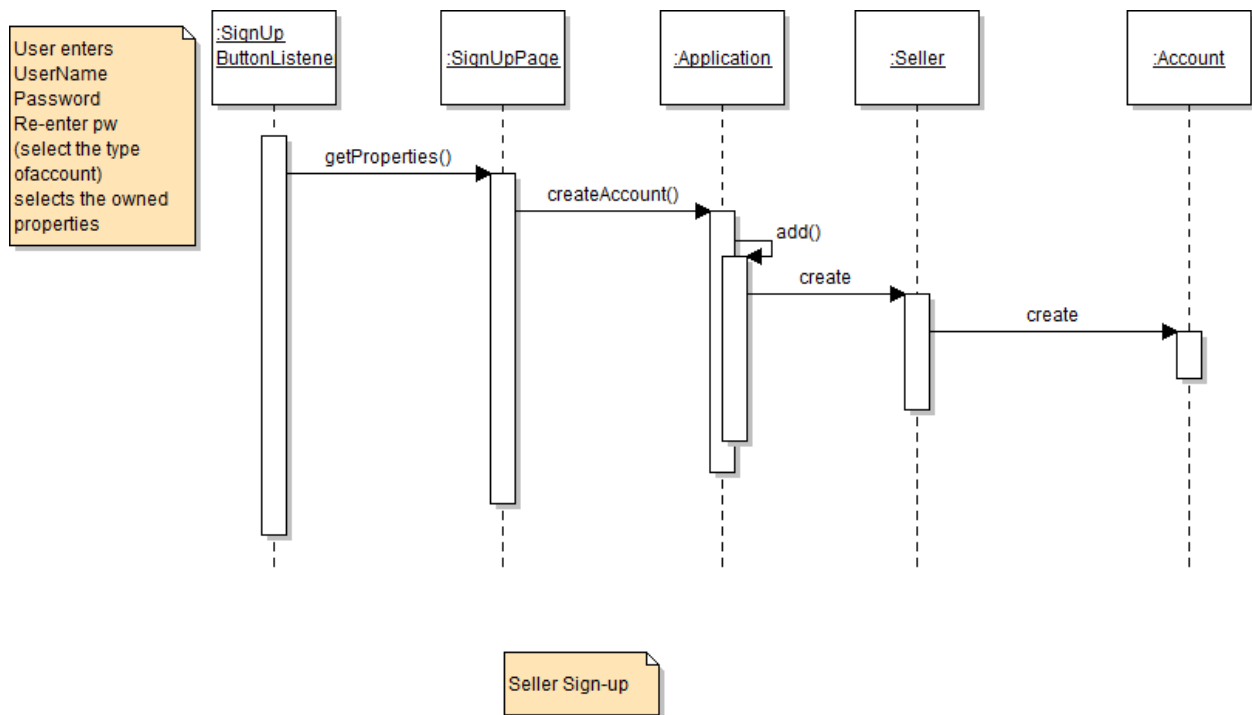 User enters
UserName
Password
Re-enter pw
(select the type
ofaccount)
selects the owned
properties
:SignUp
ButtonListene
:SignUpPage
:Application
:Seller
:Account
getProperties()
createAccount()
add()
create
create
Seller Sign-up